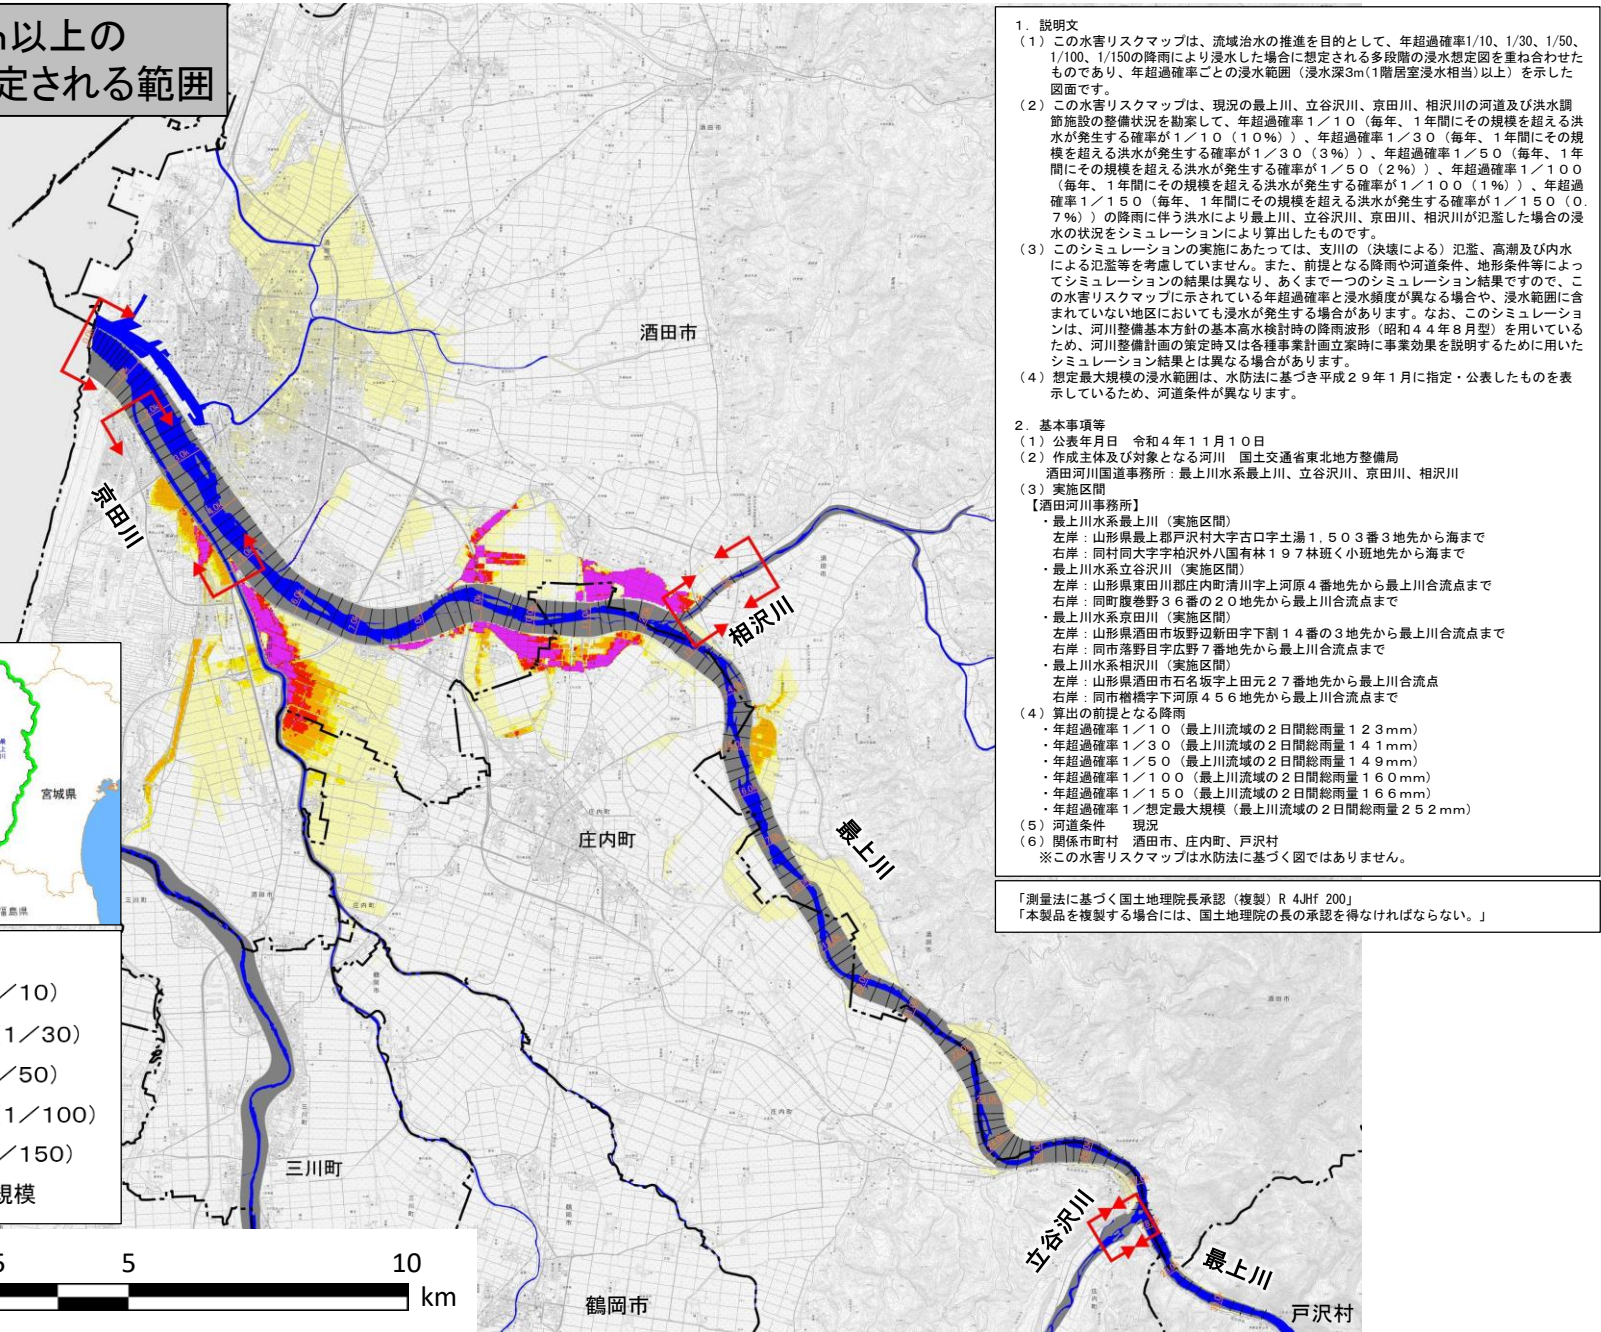 m以上の
定される範囲
1．説明文
（1）この水害リスクマップは、流域治水の推進を目的として、年超過確率1/10、1/30、1/50、
1/100、1/150の降雨により浸水した場合に想定される多段階の浸水想定図を重ね合わせた
ものであり、年超過確率ごとの浸水範囲（浸水深3m(1階居室浸水相当)以上）を示した
図面です。
（2）この水害リスクマップは、現況の最上川、立谷沢川、京田川、相沢川の河道及び洪水調
節施設の整備状況を勘案して、年超過確率１／10（毎年、１年間にその規模を超える洪
水が発生する確率が１／10（10%））、年超過確率１／30（毎年、１年間にその規
模を超える洪水が発生する確率が１／30（3%））、年超過確率１／50（毎年、１年
間にその規模を超える洪水が発生する確率が１／50（2%））、年超過確率１／100
（毎年、１年間にその規模を超える洪水が発生する確率が１／100（1%））、年超過
確率１／150（毎年、１年間にその規模を超える洪水が発生する確率が１／150（0.
7%））の降雨に伴う洪水により最上川、立谷沢川、京田川、相沢川が氾濫した場合の浸
水の状況をシミュレーションにより算出したものです。
（3）このシミュレーションの実施にあたっては、支川の（決壊による）氾濫、高潮及び内水
による氾濫等を考慮していません。また、前提となる降雨や河道条件、地形条件等によっ
てシミュレーションの結果は異なり、あくまで一つのシミュレーション結果ですので、こ
の水害リスクマップに示されている年超過確率と浸水頻度が異なる場合や、浸水範囲に含
まれていない地区においても浸水が発生する場合があります。なお、このシミュレーショ
ンは、河川整備基本方針の基本高水検討時の降雨波形（昭和４４年８月型）を用いている
ため、河川整備計画の策定時又は各種事業計画立案時に事業効果を説明するために用いた
シミュレーション結果とは異なる場合があります。
（4）想定最大規模の浸水範囲は、水防法に基づき平成２９年１月に指定・公表したものを表
示しているため、河道条件が異なります。
2．基本事項等
（1）公表年月日　令和４年１１月１０日
（2）作成主体及び対象となる河川　国土交通省東北地方整備局
酒田河川国道事務所：最上川水系最上川、立谷沢川、京田川、相沢川
（3）実施区間
【酒田河川事務所】
・最上川水系最上川（実施区間）
左岸：山形県最上郡戸沢村大字古口字土湯１，５０３番３地先から海まで
右岸：同村同大字字柏沢外八国有林１９７林班く小班地先から海まで
・最上川水系立谷沢川（実施区間）
左岸：山形県東田川郡庄内町清川字上河原４番地先から最上川合流点まで
右岸：同町腹巻野３６番の２０地先から最上川合流点まで
・最上川水系京田川（実施区間）
左岸：山形県酒田市坂野辺新田字下割１４番の３地先から最上川合流点まで
右岸：同市落野目字広野７番地先から最上川合流点まで
・最上川水系相沢川（実施区間）
左岸：山形県酒田市石名坂字上田元２７番地先から最上川合流点
右岸：同市楢橋字下河原４５６地先から最上川合流点まで
（4）算出の前提となる降雨
・年超過確率１／１０（最上川流域の２日間総雨量１２３mm）
・年超過確率１／３０（最上川流域の２日間総雨量１４１mm）
・年超過確率１／５０（最上川流域の２日間総雨量１４９mm）
・年超過確率１／１００（最上川流域の２日間総雨量１６０mm）
・年超過確率１／１５０（最上川流域の２日間総雨量１６６mm）
・年超過確率１／想定最大規模（最上川流域の２日間総雨量２５２mm）
（5）河道条件　現況
（6）関係市町村　酒田市、庄内町、戸沢村
※この水害リスクマップは水防法に基づく図ではありません。
「測量法に基づく国土地理院長承認（複製）R 4JHf 200」
「本製品を複製する場合には、国土地理院の長の承認を得なければならない。」
酒田市
京田川
相沢川
宮城県
福島県
庄内町
最上川
／10）
1／30）
／50）
1／100）
／150）
規模
三川町
立谷沢川
最上川
戸沢村
鶴岡市
5
5
10
km